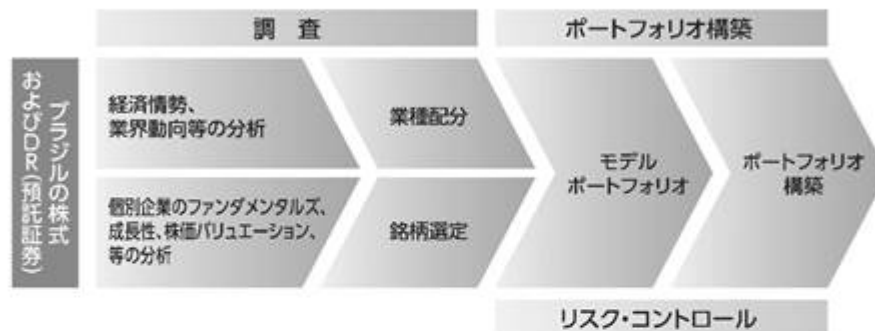 調 査
ポートフォリオ構築
ブラジルの株式
およびDR(預託証券)
経済情勢、
業界動向等の分析
業種配分
個別企業のファンダメンタルズ、
成長性、株価バリュエーション、
等の分析
銘柄選定
モデル
ポートフォリオ
ポートフォリオ
構築
リスク・コントロール